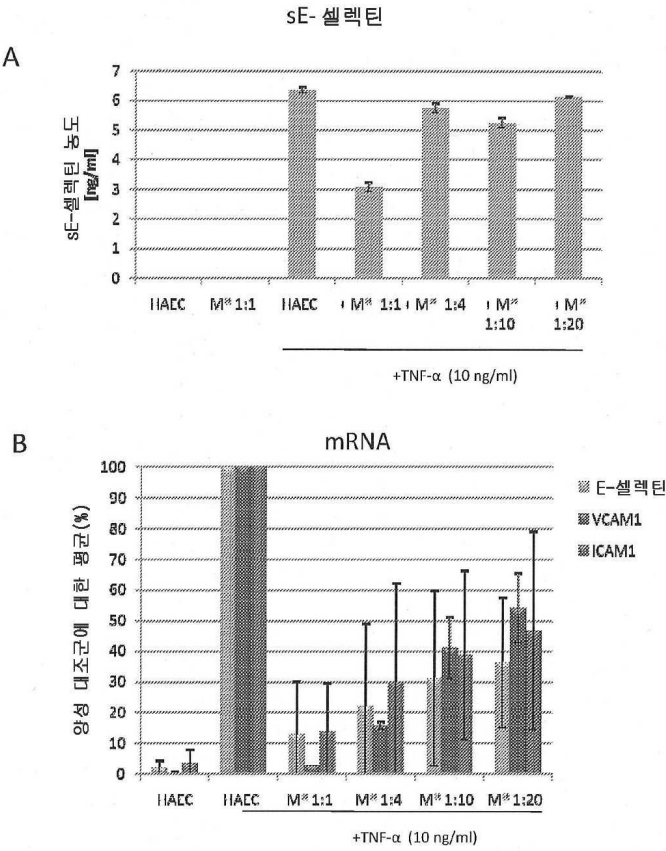 sE- 셀렉틴
A
sE-셀렉틴 농도
[ng/ml]
7
6
5
4
3
2
1
0
HAEC
M* 1:1
HAEC
+ M* 1:1
+ M* 1:4
+ M*
1:10
+ M*
1:20
+TNF-α (10 ng/ml)
B
mRNA
양성 대조군에 대한 평균(%)
100
90
80
70
60
50
40
30
20
10
0
E-셀렉틴
VCAM1
ICAM1
HAEC
HAEC
M* 1:1
M* 1:4
M* 1:10
M* 1:20
+TNF-α (10 ng/ml)